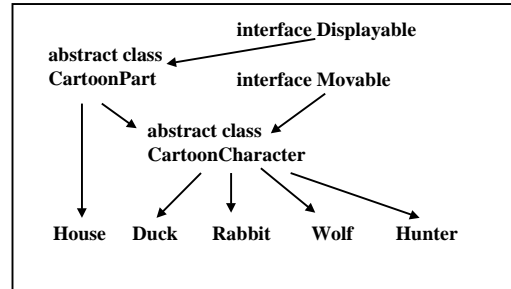 interface Displayable
abstract class
CartoonPart
interface Movable
abstract class
CartoonCharacter
House Duck Rabbit Wolf Hunter